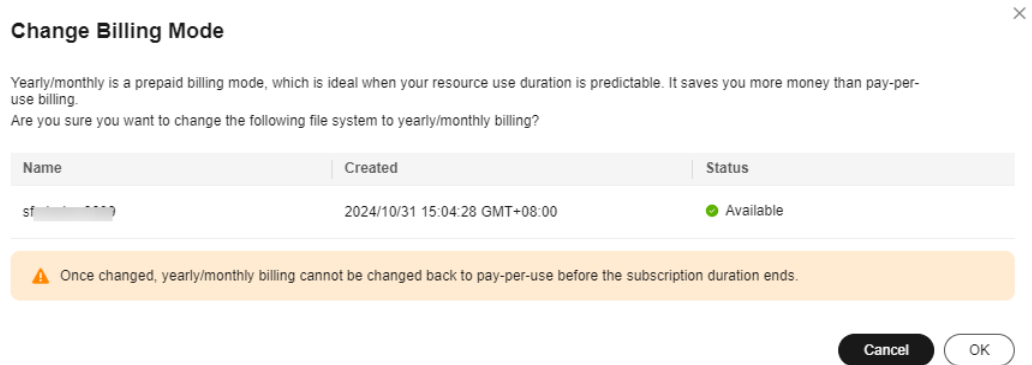 Change Billing Mode
Yearly/monthly is a prepaid billing mode, which is ideal when your resource use duration is predictable. It saves you more money than pay-per-
use billing.
Are you sure you want to change the following file system to yearly/monthly billing?
Name Created Status
2024/10/31 15:04:28 GMT+08:00 Available
Once changed, yearly/monthly billing cannot be changed back to pay-per-use before the subscription duration ends.
Cancel OK